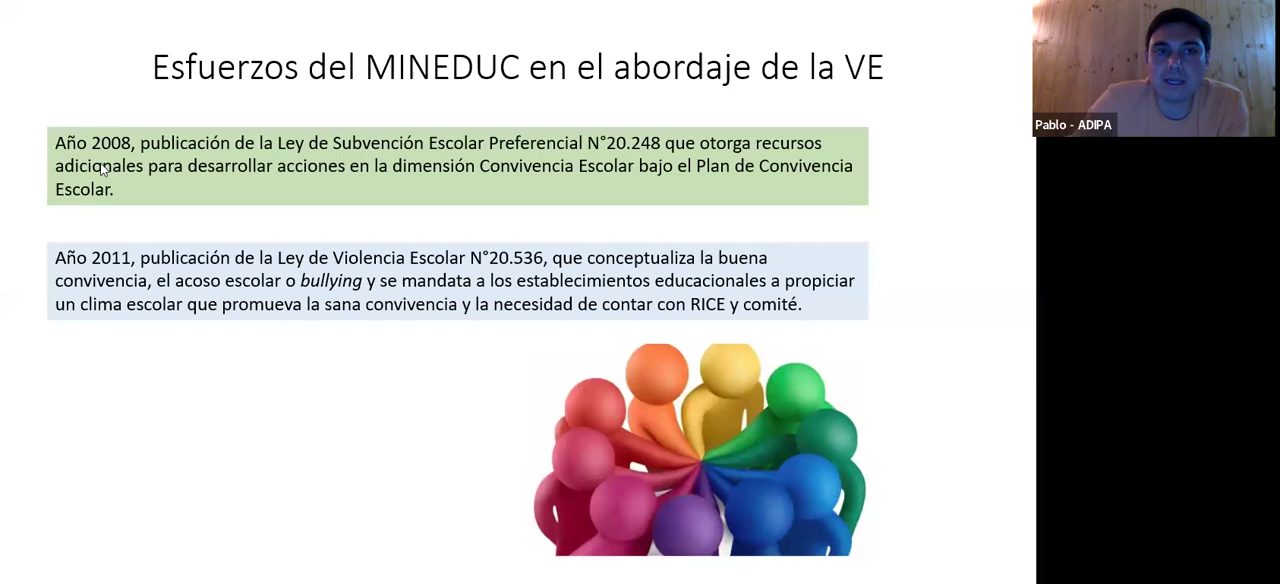 Esfuerzos del MINEDUC en el abordaje de la VE
Año 2008, publicación de la Ley de Subvención Escolar Preferencial N°20.248 que otorga recursos
adicionales para desarrollar acciones en la dimensión Convivencia Escolar bajo el Plan de Convivencia
Escolar.
Año 2011, publicación de la Ley de Violencia Escolar N°20.536, que conceptualiza la buena
convivencia, el acoso escolar o bullying y se mandata a los establecimientos educacionales a propiciar
un clima escolar que promueva la sana convivencia y la necesidad de contar con RICE y comité.
Pablo - ADIPA